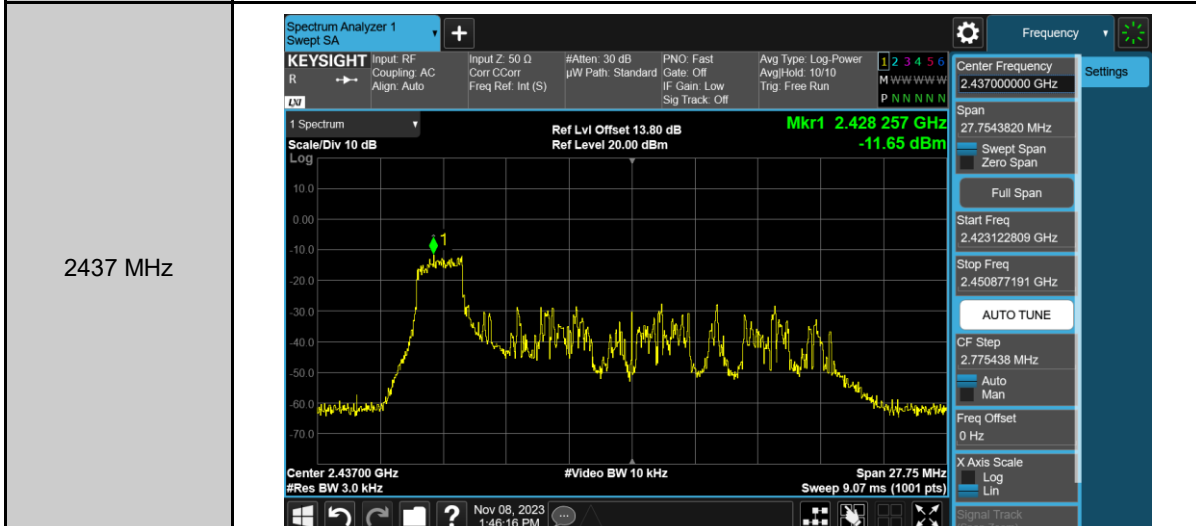 2437 MHz
Spectrum Analyzer 1
Swept SA
Frequency
KEYSIGHT
R
LXI
Input: RF
Coupling: AC
Align: Auto
Input Z: 50 Ω
Corr CCorr
Freq Ref: Int (S)
#Atten: 30 dB
µW Path: Standard
PNO: Fast
Gate: Off
IF Gain: Low
Sig Track: Off
Avg Type: Log-Power
Avg|Hold: 10/10
Trig: Free Run
1 2 3 4 5 6
M W W W W W
P N N N N N
1 Spectrum
Scale/Div 10 dB
Ref Lvl Offset 13.80 dB
Ref Level 20.00 dBm
Mkr1 2.428 257 GHz
-11.65 dBm
Log
10.0
0.00
-10.0
-20.0
-30.0
-40.0
-50.0
-60.0
-70.0
1
Center 2.43700 GHz
#Res BW 3.0 kHz
#Video BW 10 kHz
Span 27.75 MHz
Sweep 9.07 ms (1001 pts)
Center Frequency
2.437000000 GHz
Settings
Span
27.7543820 MHz
Swept Span
Zero Span
Full Span
Start Freq
2.423122809 GHz
Stop Freq
2.450877191 GHz
AUTO TUNE
CF Step
2.775438 MHz
Auto
Man
Freq Offset
0 Hz
X Axis Scale
Log
Lin
Signal Track
Nov 08, 2023
1:46:16 PM